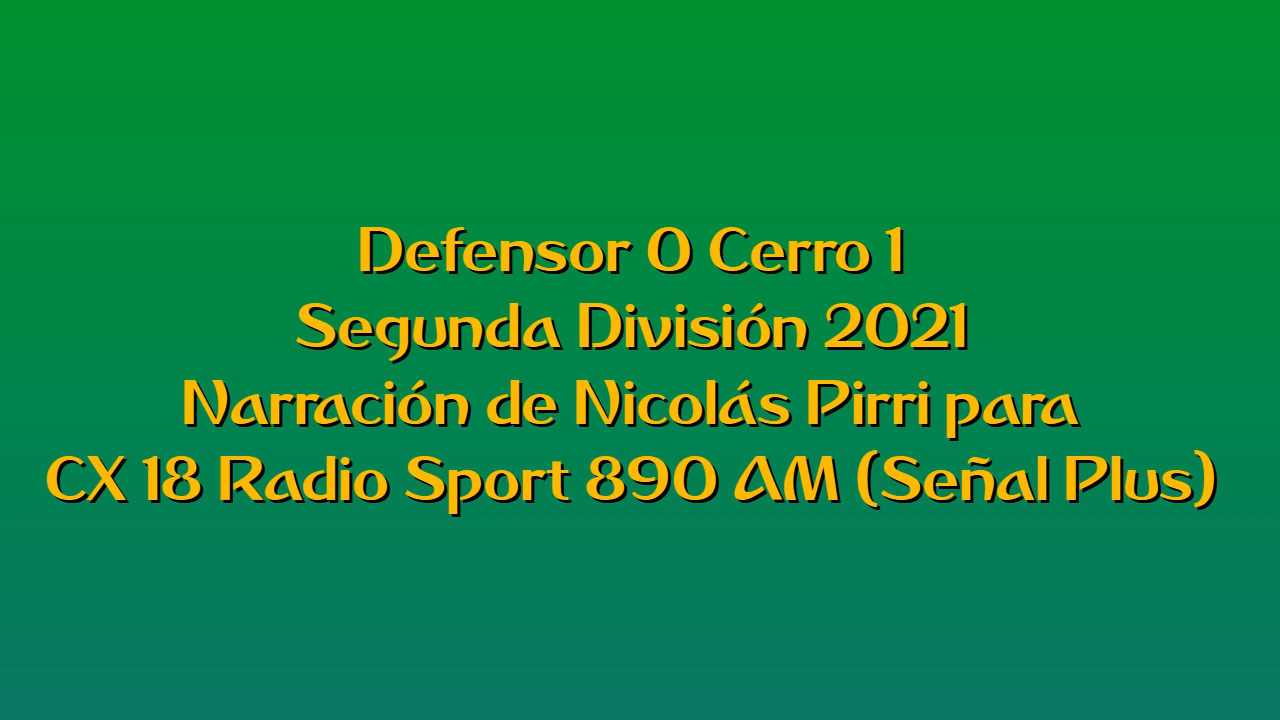 Defensor 0 Cerro 1
Segunda División 2021
Narración de Nicolás Pirri para
CX 18 Radio Sport 890 AM (Señal Plus)